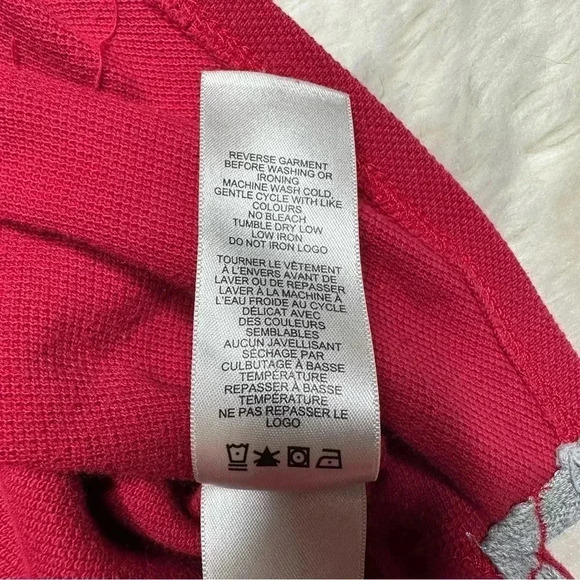 REVERSE GARMENT
BEFORE WASHING OR
IRONING
MACHINE WASH COLD,
GENTLE CYCLE WITH LIKE
COLOURS
NO BLEACH
TUMBLE DRY LOW
LOW IRON
DO NOT IRON LOGO
TOURNER LE VÊTEMENT
À L'ENVERS AVANT DE
LAVER OU DE REPASSER
LAVER À LA MACHINE À
L'EAU FROIDE AU CYCLE
DÉLICAT AVEC
DES COULEURS
SEMBLABLES
AUCUN JAVELLISANT
SÉCHAGE PAR
CULBUTAGE À BASSE
TEMPÉRATURE
REPASSER À BASSE
TEMPÉRATURE
NE PAS REPASSER LE
LOGO